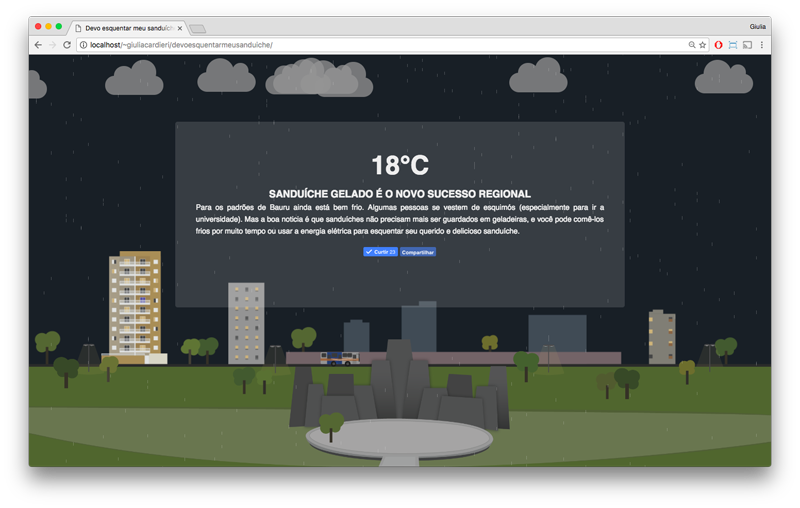 Devo esquentar meu sanduích
Giulia
localhost/~giuliacardieri/devoesquentarmeusanduiche/
18°C
SANDUÍCHE GELADO É O NOVO SUCESSO REGIONAL
Para os padrões de Bauru ainda está bem frio. Algumas pessoas se vestem de esquimós (especialmente para ir a
universidade). Mas a boa notícia é que sanduíches não precisam mais ser guardados em geladeiras, e você pode comê-los
frios por muito tempo ou usar a energia elétrica para esquentar seu querido e delicioso sanduíche.
Curtir 23 Compartilhar